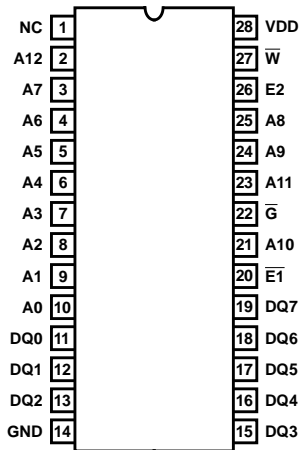 NC 1 28 VDD
A12 2 27 W̅
A7 3 26 E2
A6 4 25 A8
A5 5 24 A9
A4 6 23 A11
A3 7 22 G̅
A2 8 21 A10
A1 9 20 E̅1̅
A0 10 19 DQ7
DQ0 11 18 DQ6
DQ1 12 17 DQ5
DQ2 13 16 DQ4
GND 14 15 DQ3